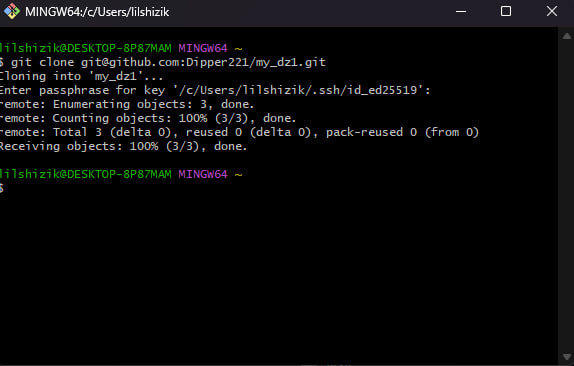 MINGW64:/c/Users/lilshizik
lilshizik@DESKTOP-8P87MAM MINGW64 ~
$ git clone git@github.com:Dipper221/my_dz1.git
Cloning into 'my_dz1'...
Enter passphrase for key '/c/Users/lilshizik/.ssh/id_ed25519':
remote: Enumerating objects: 3, done.
remote: Counting objects: 100% (3/3), done.
remote: Total 3 (delta 0), reused 0 (delta 0), pack-reused 0 (from 0)
Receiving objects: 100% (3/3), done.
lilshizik@DESKTOP-8P87MAM MINGW64 ~
$